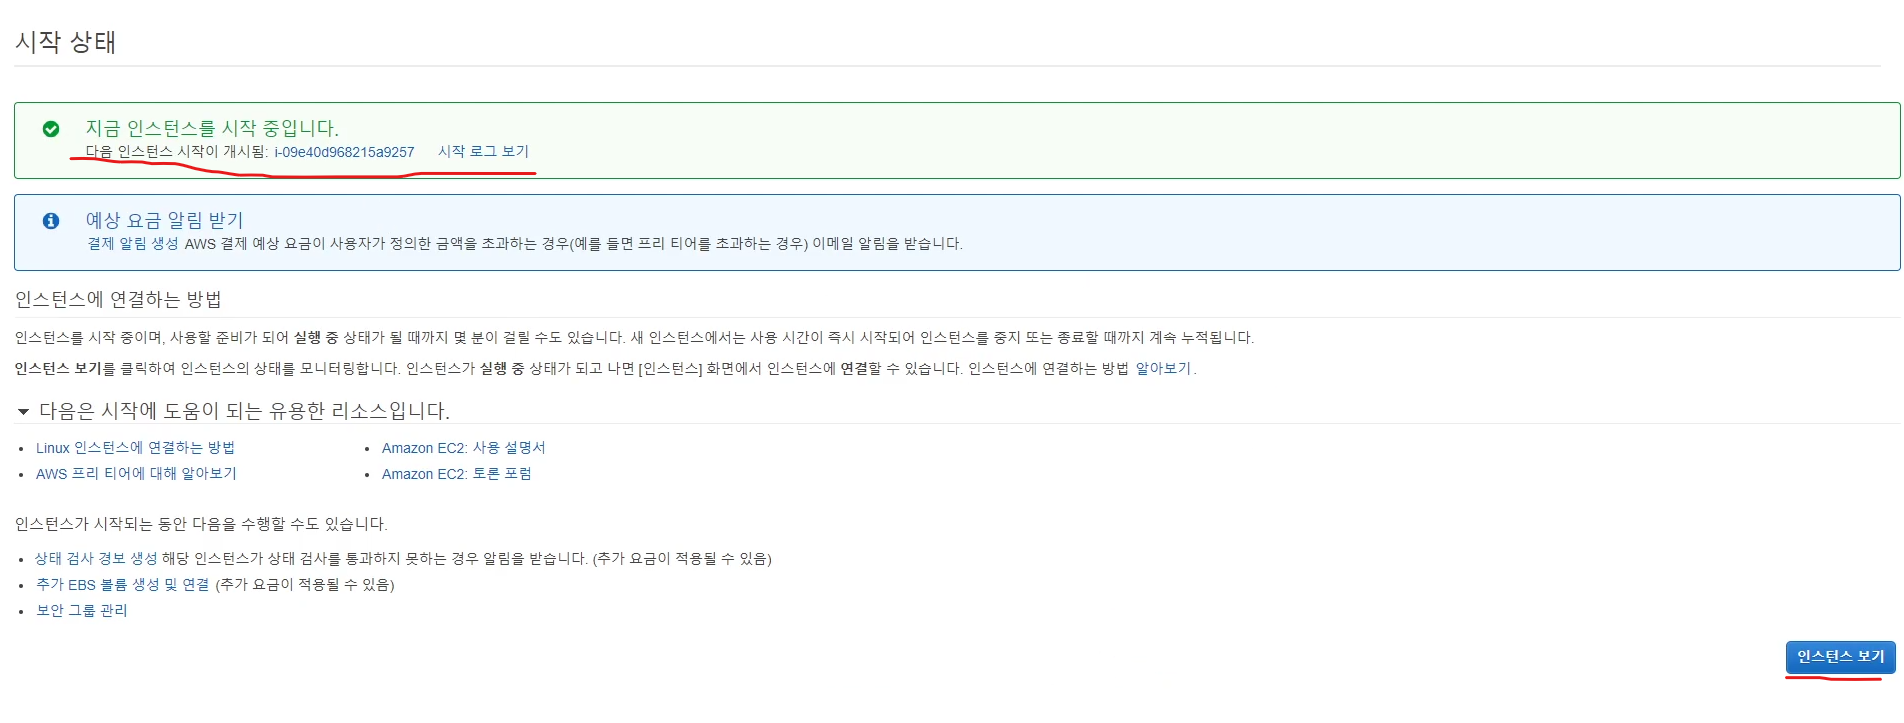 시작 상태
지금 인스턴스를 시작 중입니다.
다음 인스턴스 시작이 개시됨: i-09e40d968215a9257 시작 로그 보기
예상 요금 알림 받기
결제 알림 생성 AWS 결제 예상 요금이 사용자가 정의한 금액을 초과하는 경우(예를 들면 프리 티어를 초과하는 경우) 이메일 알림을 받습니다.
인스턴스에 연결하는 방법
인스턴스를 시작 중이며, 사용할 준비가 되어 실행 중 상태가 될 때까지 몇 분이 걸릴 수도 있습니다. 새 인스턴스에서는 사용 시간이 즉시 시작되어 인스턴스를 중지 또는 종료할 때까지 계속 누적됩니다.
인스턴스 보기를 클릭하여 인스턴스의 상태를 모니터링합니다. 인스턴스가 실행 중 상태가 되고 나면 [인스턴스] 화면에서 인스턴스에 연결할 수 있습니다. 인스턴스에 연결하는 방법 알아보기.
다음은 시작에 도움이 되는 유용한 리소스입니다.
Linux 인스턴스에 연결하는 방법
AWS 프리 티어에 대해 알아보기
Amazon EC2: 사용 설명서
Amazon EC2: 토론 포럼
인스턴스가 시작되는 동안 다음을 수행할 수도 있습니다.
상태 검사 경보 생성 해당 인스턴스가 상태 검사를 통과하지 못하는 경우 알림을 받습니다. (추가 요금이 적용될 수 있음)
추가 EBS 볼륨 생성 및 연결 (추가 요금이 적용될 수 있음)
보안 그룹 관리
인스턴스 보기